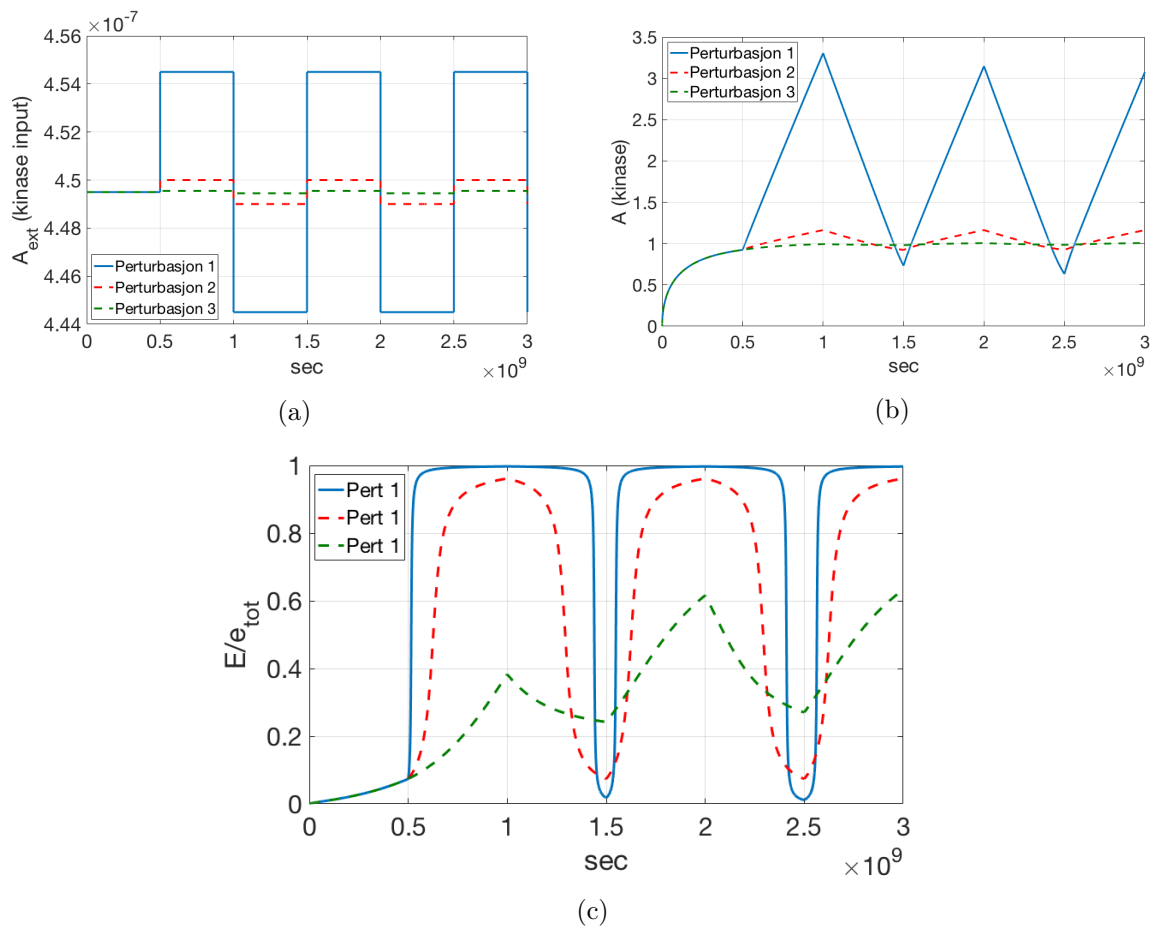 ×10⁻⁷
4.56
4.54
4.52
4.5
4.48
4.46
4.44
A_ext (kinase input)
Perturbasjon 1
Perturbasjon 2
Perturbasjon 3
0 0.5 1 1.5 2 2.5 3
sec
×10⁹
(a)
3.5
3
2.5
2
1.5
1
0.5
0
A (kinase)
Perturbasjon 1
Perturbasjon 2
Perturbasjon 3
0 0.5 1 1.5 2 2.5 3
sec
×10⁹
(b)
1
0.8
0.6
0.4
0.2
0
E/e_tot
Pert 1
Pert 1
Pert 1
0 0.5 1 1.5 2 2.5 3
sec
×10⁹
(c)